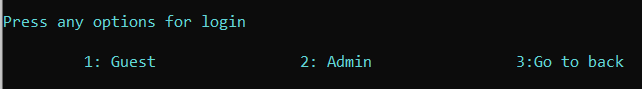 Press any options for login
1: Guest 2: Admin 3:Go to back